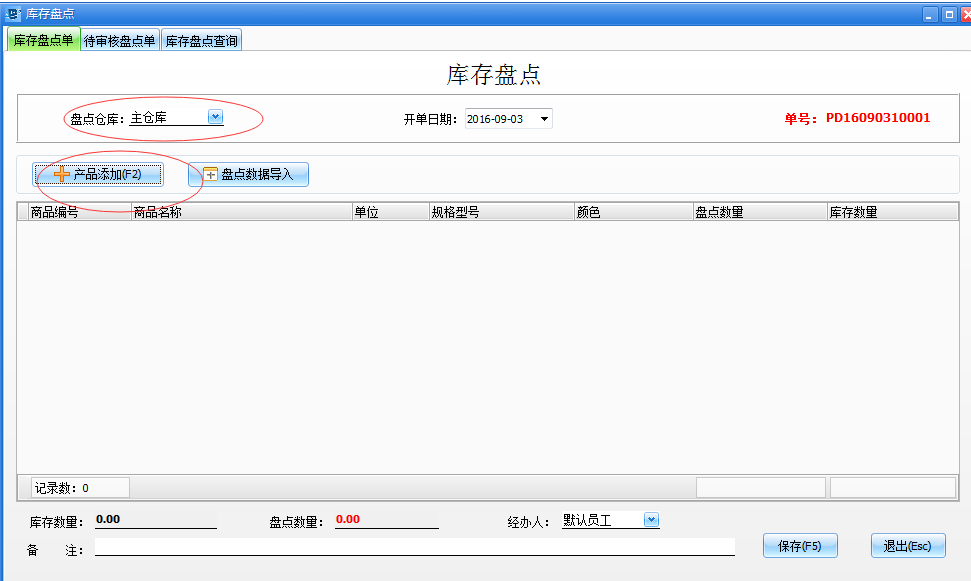 库存盘点
库存盘点单 待审核盘点单 库存盘点查询
库存盘点
盘点仓库: 主仓库 开单日期: 2016-09-03 单号: PD16090310001
产品添加(F2) 盘点数据导入
商品编号 商品名称 单位 规格型号 颜色 盘点数量 库存数量
记录数: 0
库存数量: 0.00 盘点数量: 0.00 经办人: 默认员工
备 注:
保存(F5) 退出(Esc)